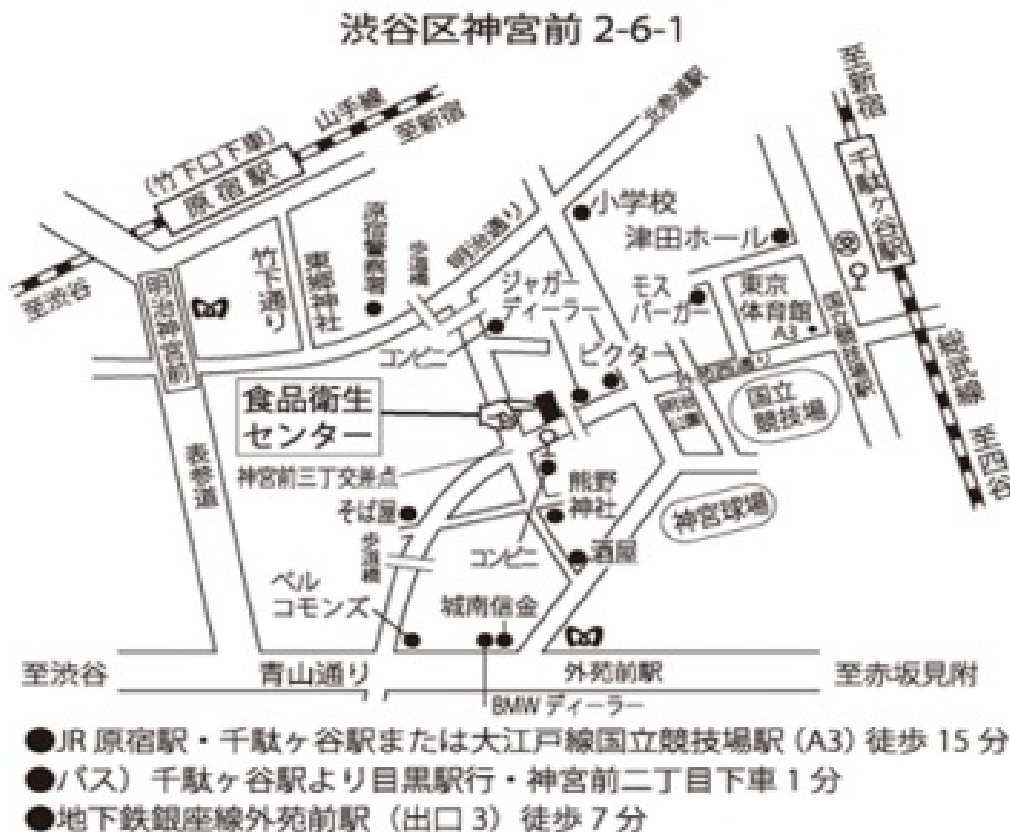 渋谷区神宮前 2-6-1
至新宿
北参道駅
山手線
至新宿
(竹下口下車)
原宿駅
千駄ヶ谷駅
小学校
津田ホール
明治通り
歩道橋
原宿警察署
東郷神社
竹下通り
至渋谷
明治神宮前
ジャガー
ディーラー
モス
バーガー
東京
体育館
A3
国立競技場駅
コンビニ
ビクター
総武線
至四谷
食品衛生
センター
国立
競技場
表参道
神宮前三丁交差点
そば屋
熊野
神社
神宮球場
歩道橋
コンビニ
酒屋
ベル
コモンズ
城南信金
至渋谷
青山通り
外苑前駅
至赤坂見附
BMW ディーラー
●JR 原宿駅・千駄ヶ谷駅または大江戸線国立競技場駅 (A3) 徒歩 15 分
●バス）千駄ヶ谷駅より目黒駅行・神宮前二丁目下車 1 分
●地下鉄銀座線外苑前駅（出口 3）徒歩 7 分